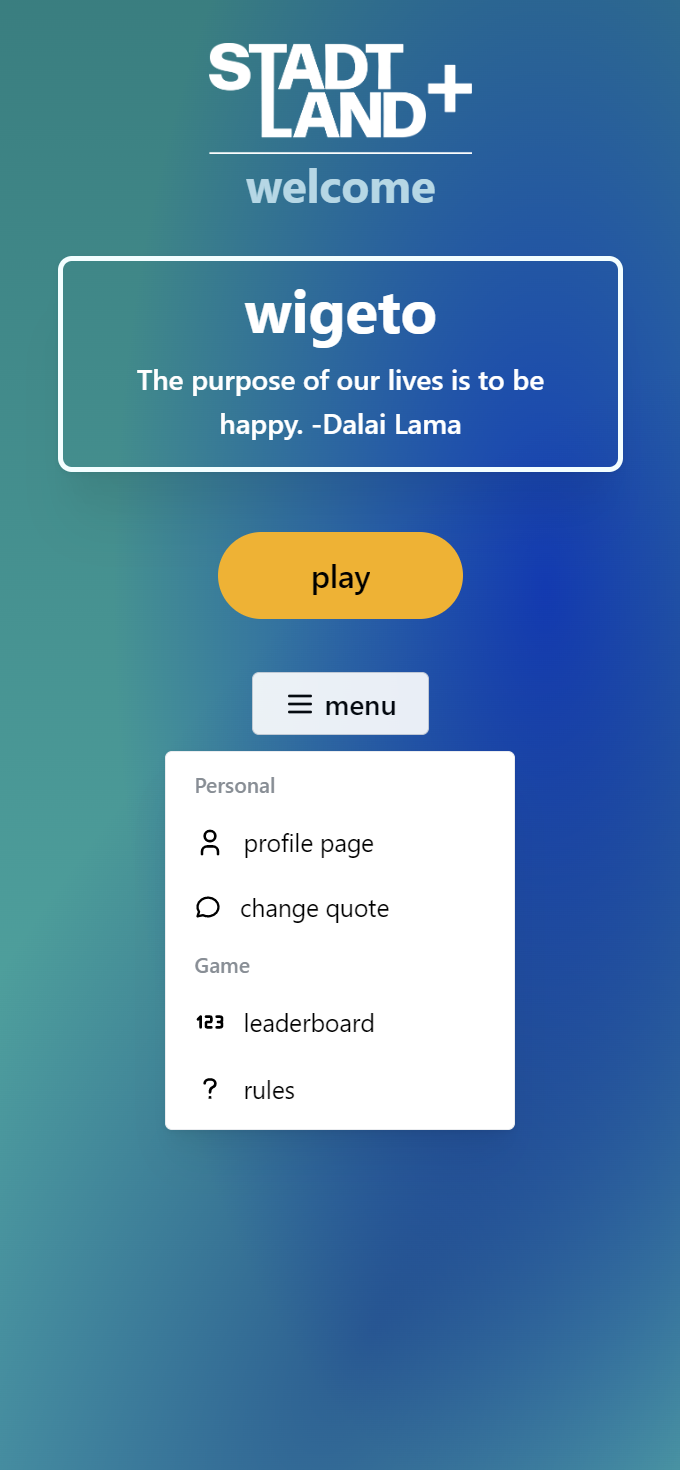 STADT
LAND+
welcome
wigeto
The purpose of our lives is to be
happy. -Dalai Lama
play
menu
Personal
profile page
change quote
Game
123 leaderboard
? rules